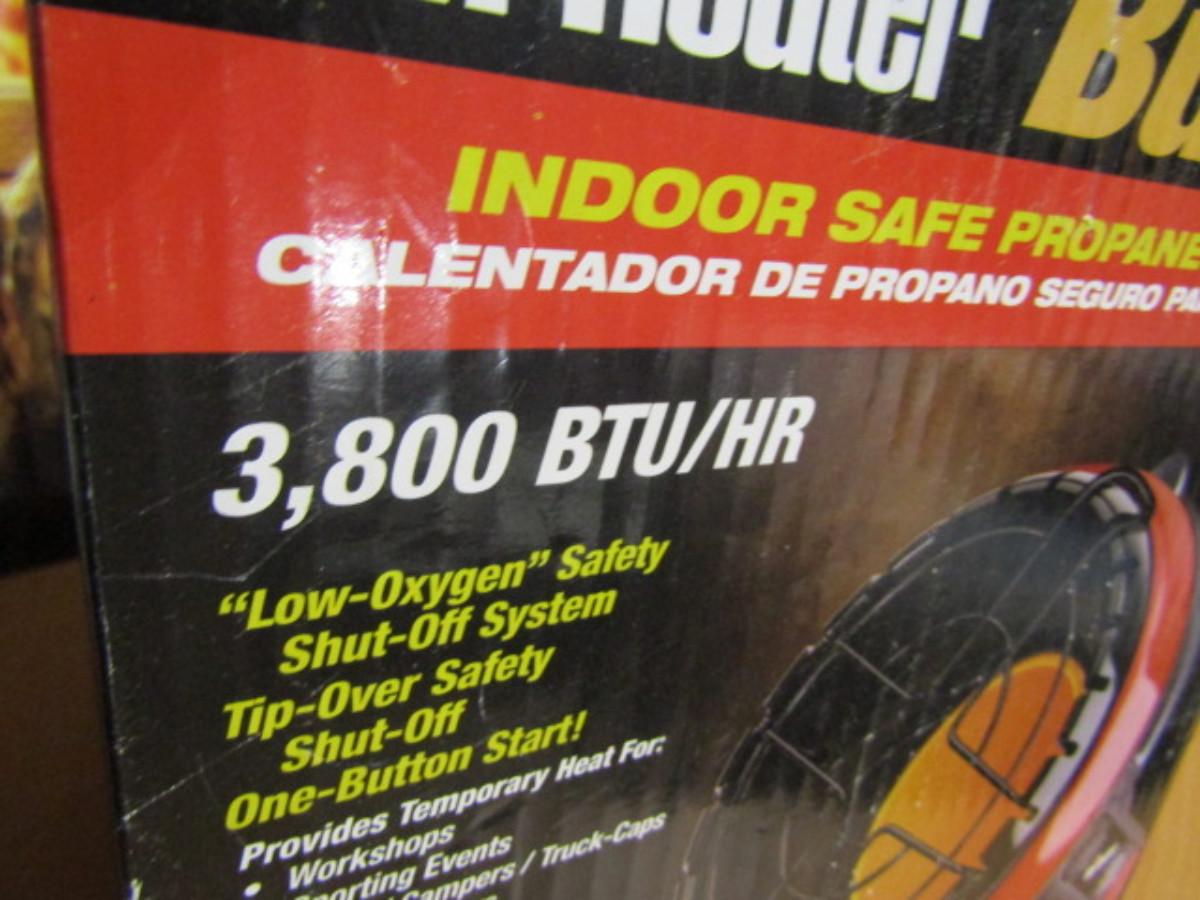 INDOOR SAFE PROPANE
CALENTADOR DE PROPANO SEGURO
3,800 BTU/HR
“Low-Oxygen” Safety
Shut-Off System
Tip-Over Safety
Shut-Off
One-Button Start!
Provides Temporary Heat For:
• Workshops
Sporting Events
Campers / Truck-Caps